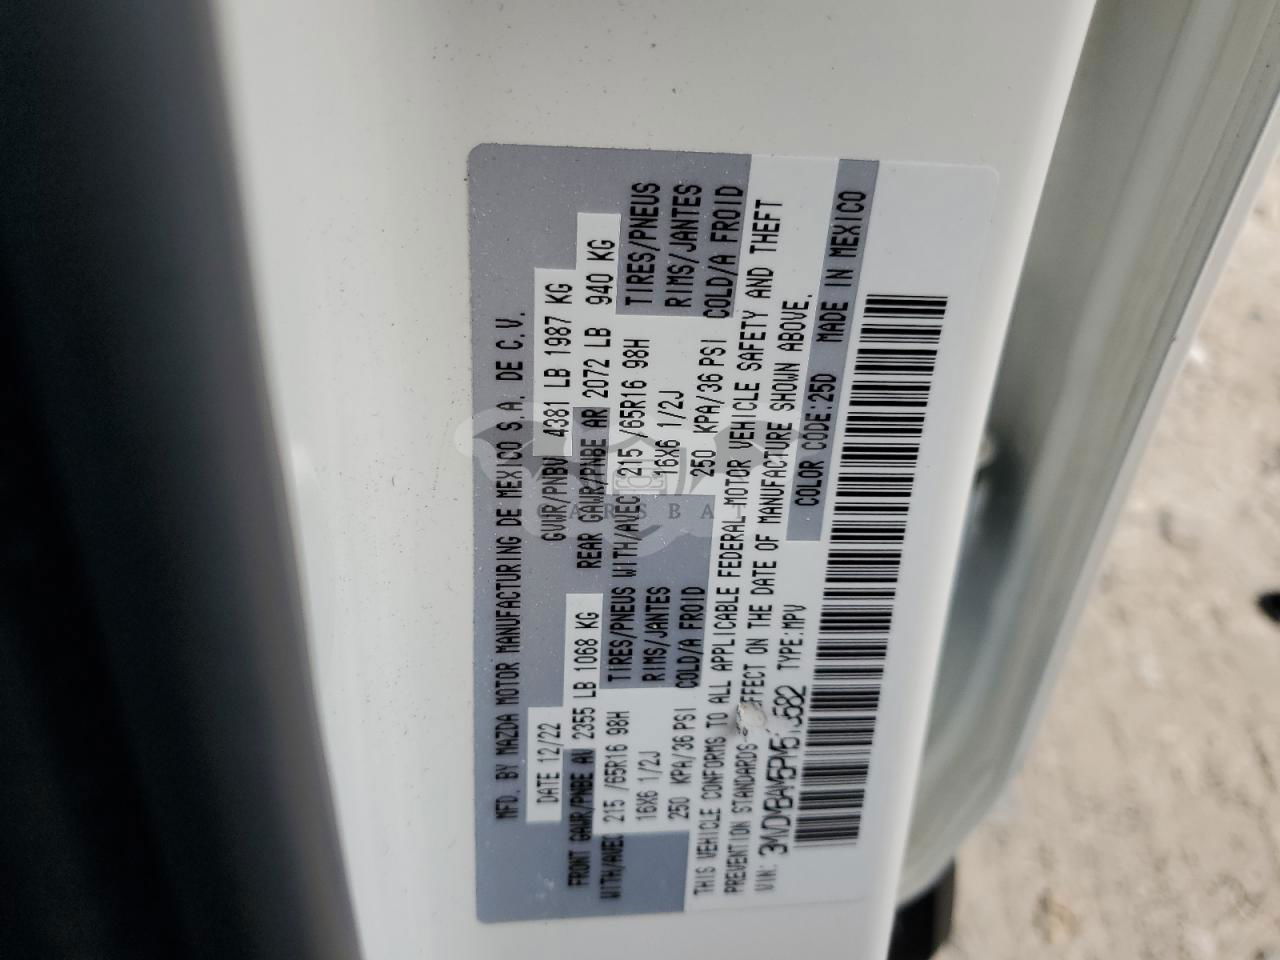 MFD. BY MAZDA MOTOR MANUFACTURING DE MEXICO S.A. DE C.V.
DATE 12/22 GVWR/PNBV 4381 LB 1987 KG
FRONT GAWR/PNBE AV 2355 LB 1068 KG REAR GAWR/PNBE AR 2072 LB 940 KG
WITH/AVEC 215 /65R16 98H TIRES/PNEUS WITH/AVEC 215 /65R16 98H TIRES/PNEUS
16X6 1/2J RIMS/JANTES 16X6 1/2J RIMS/JANTES
250 KPA/36 PSI COLD/A FROID 250 KPA/36 PSI COLD/A FROID
THIS VEHICLE CONFORMS TO ALL APPLICABLE FEDERAL MOTOR VEHICLE SAFETY AND THEFT
PREVENTION STANDARDS EFFECT ON THE DATE OF MANUFACTURE SHOWN ABOVE.
VIN: TYPE:MPV COLOR CODE:25D MADE IN MEXICO
CARSBAT